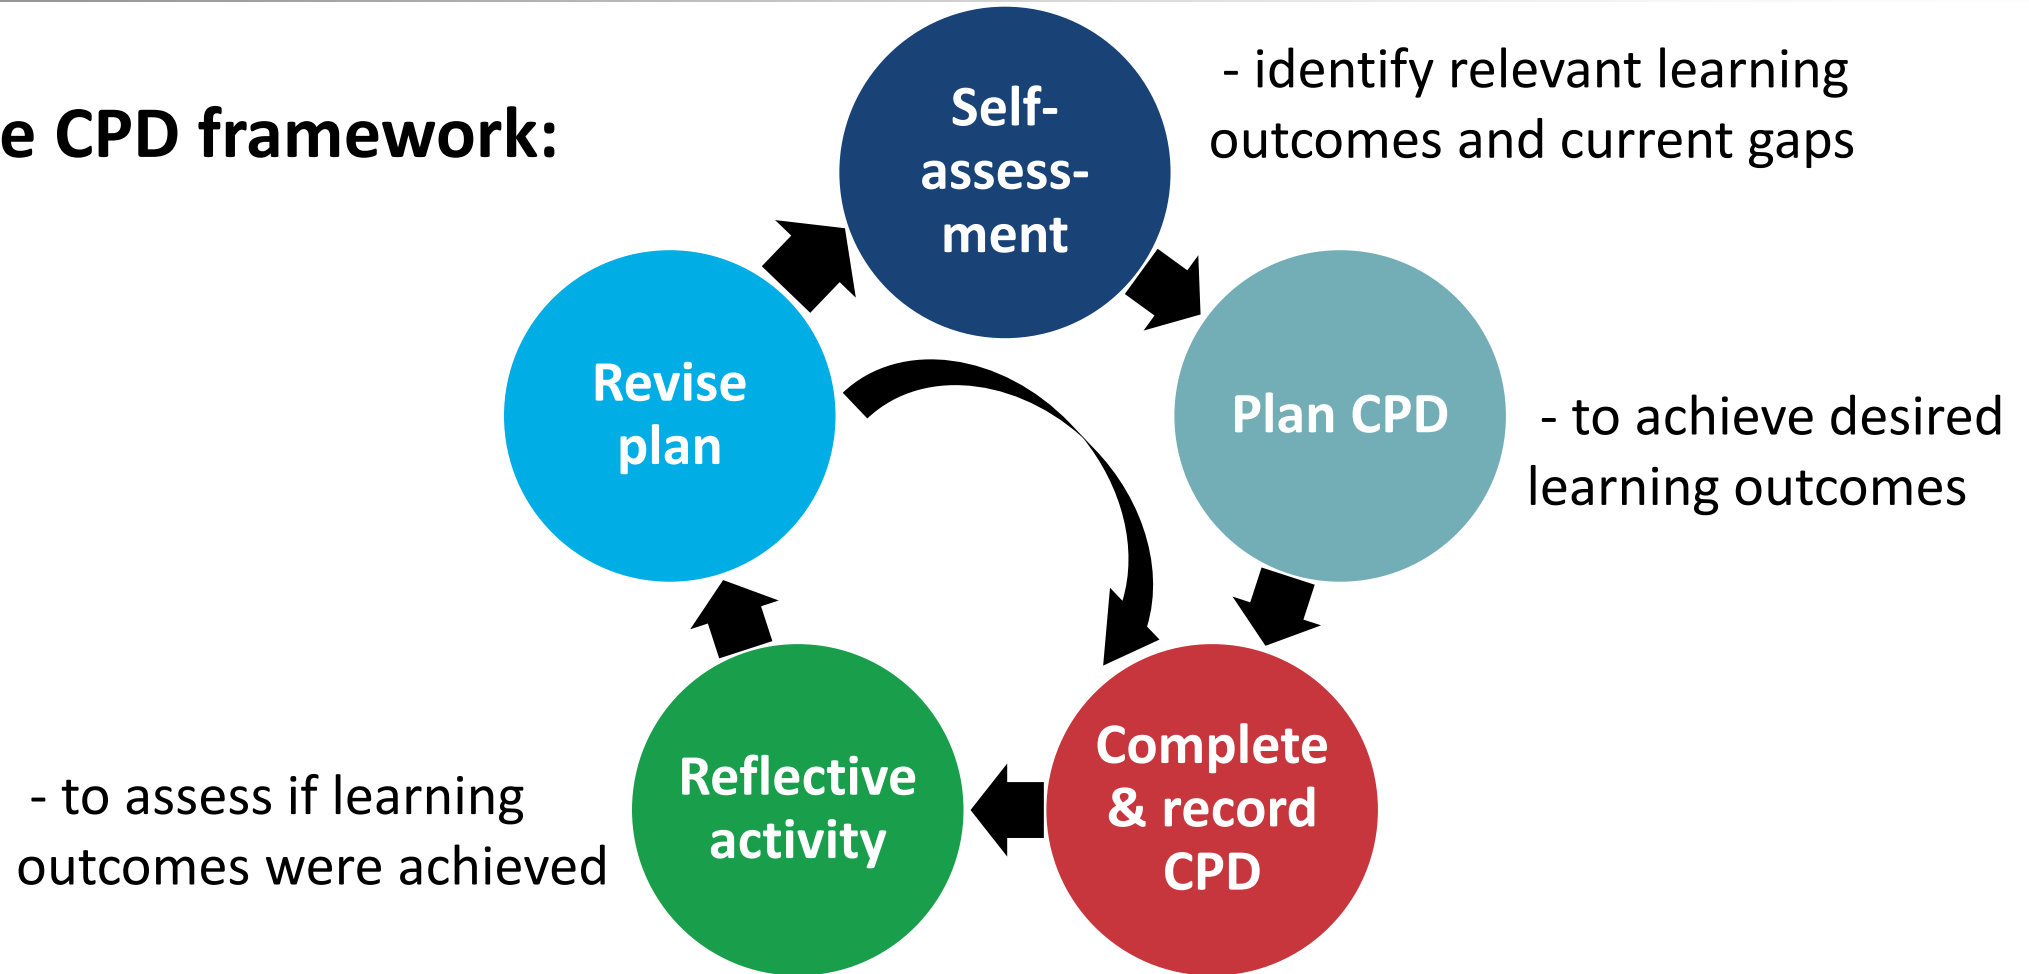 e CPD framework:
Self-
assess-
ment
- identify relevant learning
outcomes and current gaps
Plan CPD
- to achieve desired
learning outcomes
Complete
& record
CPD
Reflective
activity
- to assess if learning
outcomes were achieved
Revise
plan